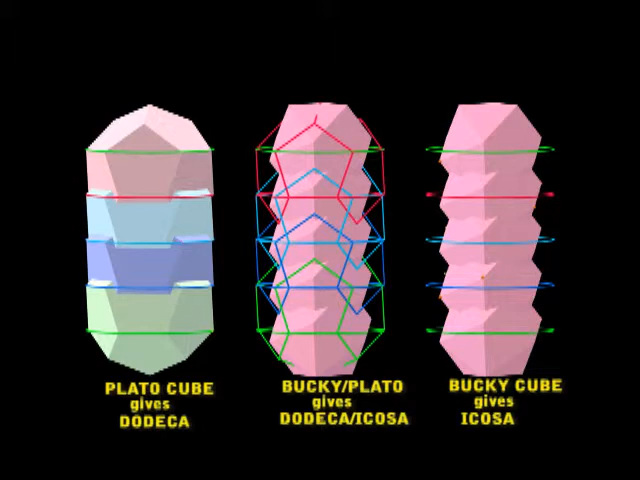 PLATO CUBE
gives
DODECA
BUCKY/PLATO
gives
DODECA/ICOSA
BUCKY CUBE
gives
ICOSA